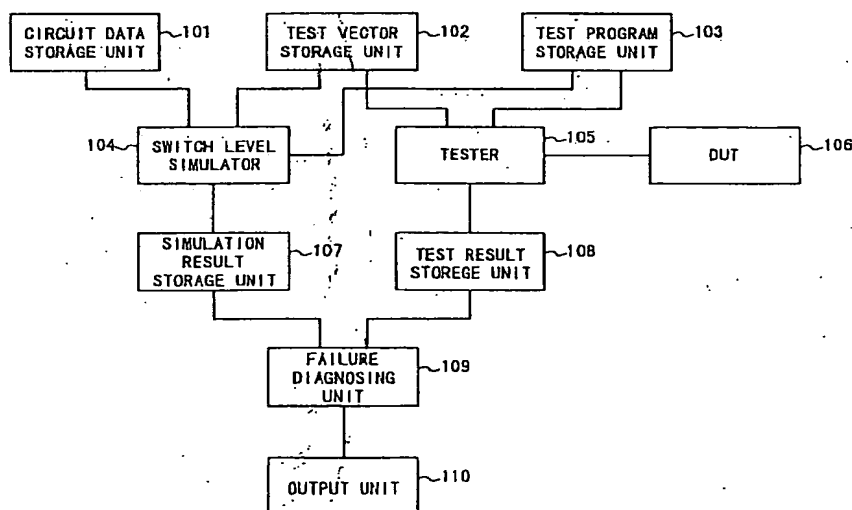 CIRCUIT DATA
STORAGE UNIT
101
TEST VECTOR
STORAGE UNIT
102
TEST PROGRAM
STORAGE UNIT
103
104
SWITCH LEVEL
SIMULATOR
TESTER
105
DUT
106
SIMULATION
RESULT
STORAGE UNIT
107
TEST RESULT
STOREGE UNIT
108
FAILURE
DIAGNOSING
UNIT
109
OUTPUT UNIT
110